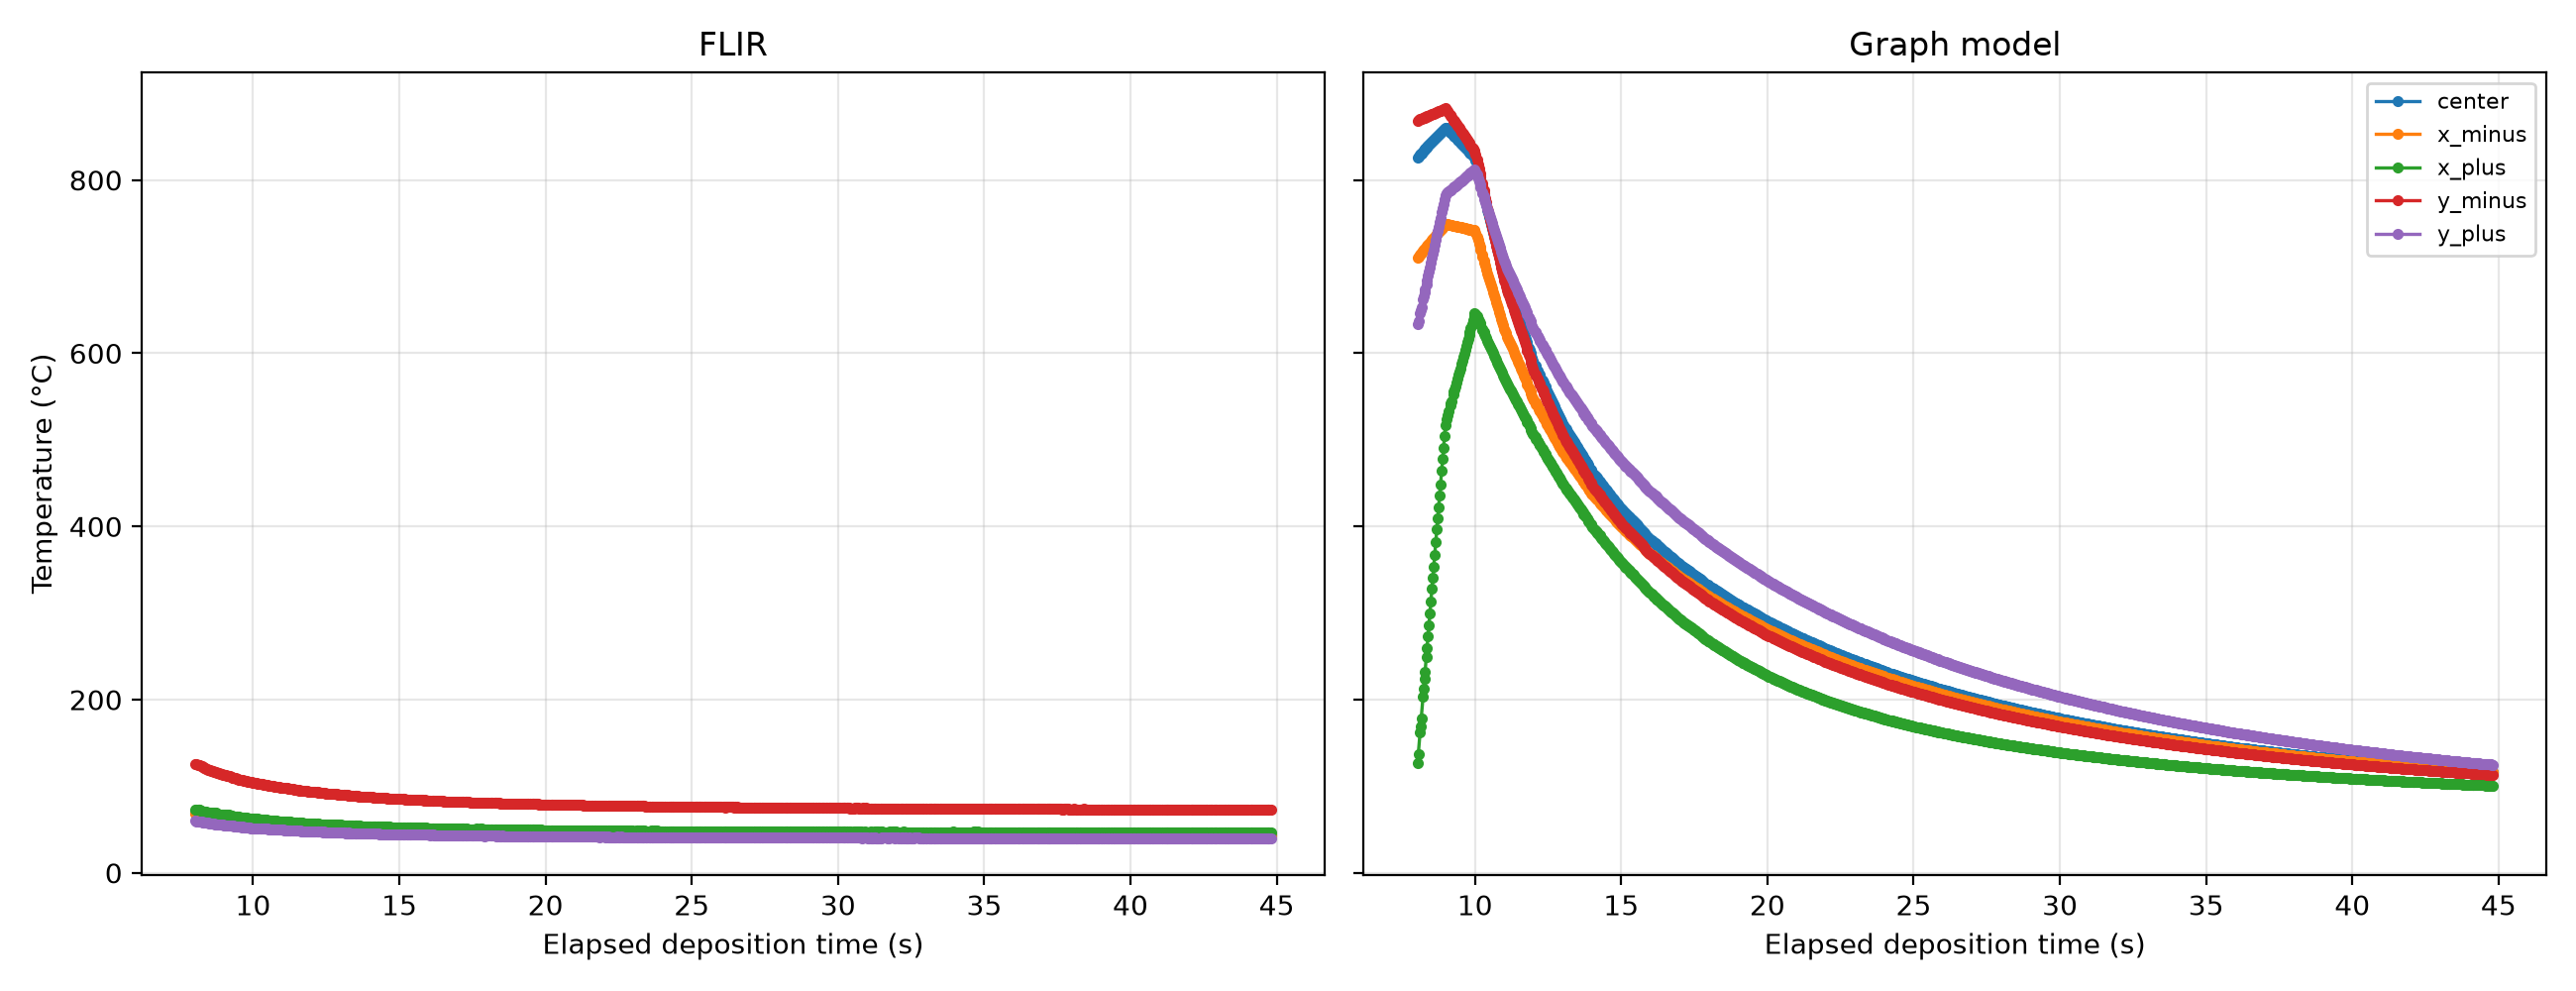 FLIR
Graph model
Temperature (°C)
800
600
400
200
0
10 15 20 25 30 35 40 45
Elapsed deposition time (s)
center
x_minus
x_plus
y_minus
y_plus
10 15 20 25 30 35 40 45
Elapsed deposition time (s)